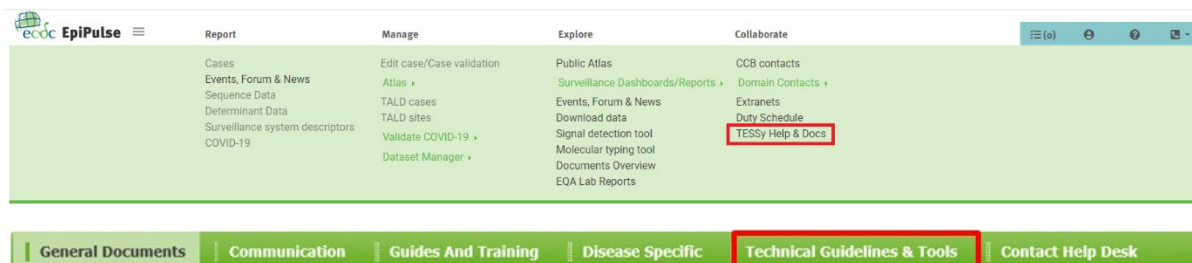 ecdc EpiPulse
Report
Manage
Explore
Collaborate
(0)
Cases
Events, Forum & News
Sequence Data
Determinant Data
Surveillance system descriptors
COVID-19
Edit case/Case validation
Atlas
TALD cases
TALD sites
Validate COVID-19
Dataset Manager
Public Atlas
Surveillance Dashboards/Reports
Events, Forum & News
Download data
Signal detection tool
Molecular typing tool
Documents Overview
EQA Lab Reports
CCB contacts
Domain Contacts
Extranets
Duty Schedule
TESSy Help & Docs
General Documents
Communication
Guides And Training
Disease Specific
Technical Guidelines & Tools
Contact Help Desk